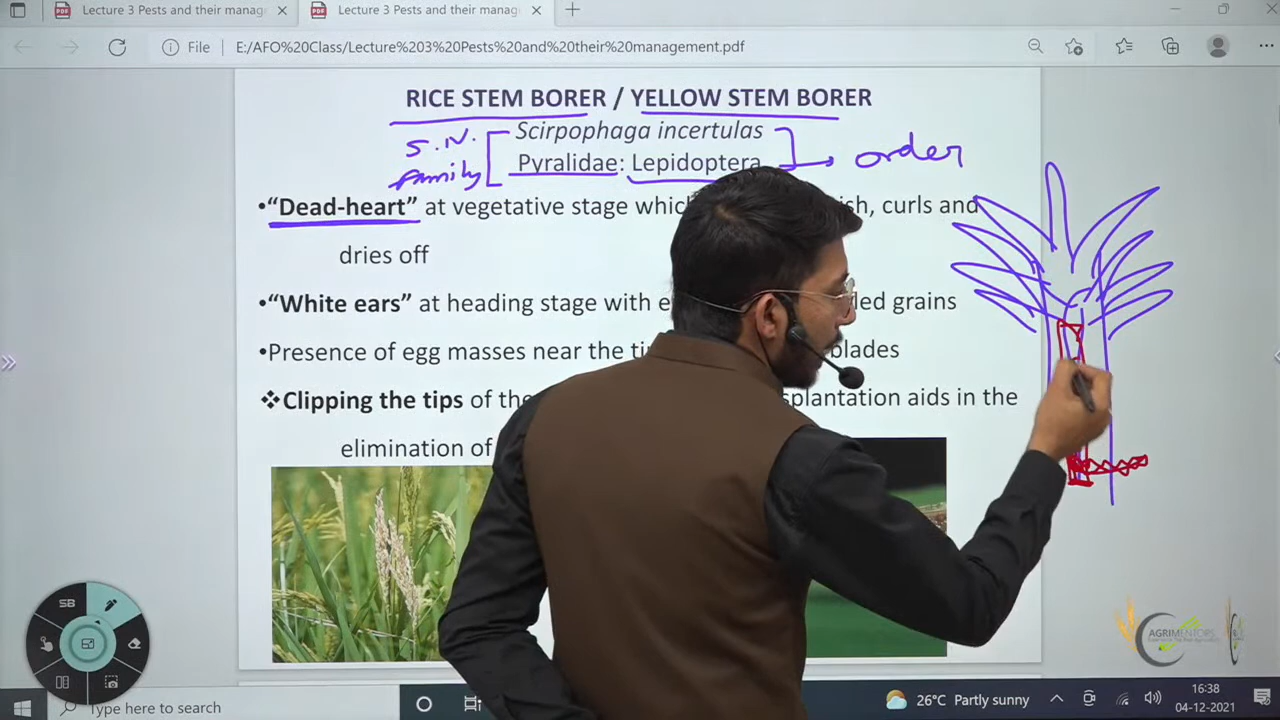 Lecture 3 Pests and their manag
Lecture 3 Pests and their manag
File
E:/AFO%20Class/Lecture%203%20Pests%20and%20their%20management.pdf
RICE STEM BORER / YELLOW STEM BORER
S.N. Scirpophaga incertulas
family Pyralidae: Lepidoptera order
•“Dead-heart” at vegetative stage which ish, curls and
dries off
•“White ears” at heading stage with grains
•Presence of egg masses near the blades
❖Clipping the tips of the aids in the
elimination of
SB
AGRIMENTORS
Type here to search
26°C Partly sunny
16:38
04-12-2021